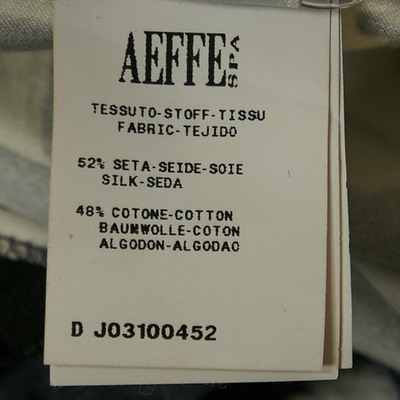 AEFFE SPA
TESSUTO-STOFF-TISSU
FABRIC-TEJIDO
52% SETA-SEIDE-SOIE
SILK-SEDA
48% COTONE-COTTON
BAUMWOLLE-COTON
ALGODON-ALGODAO
D J03100452